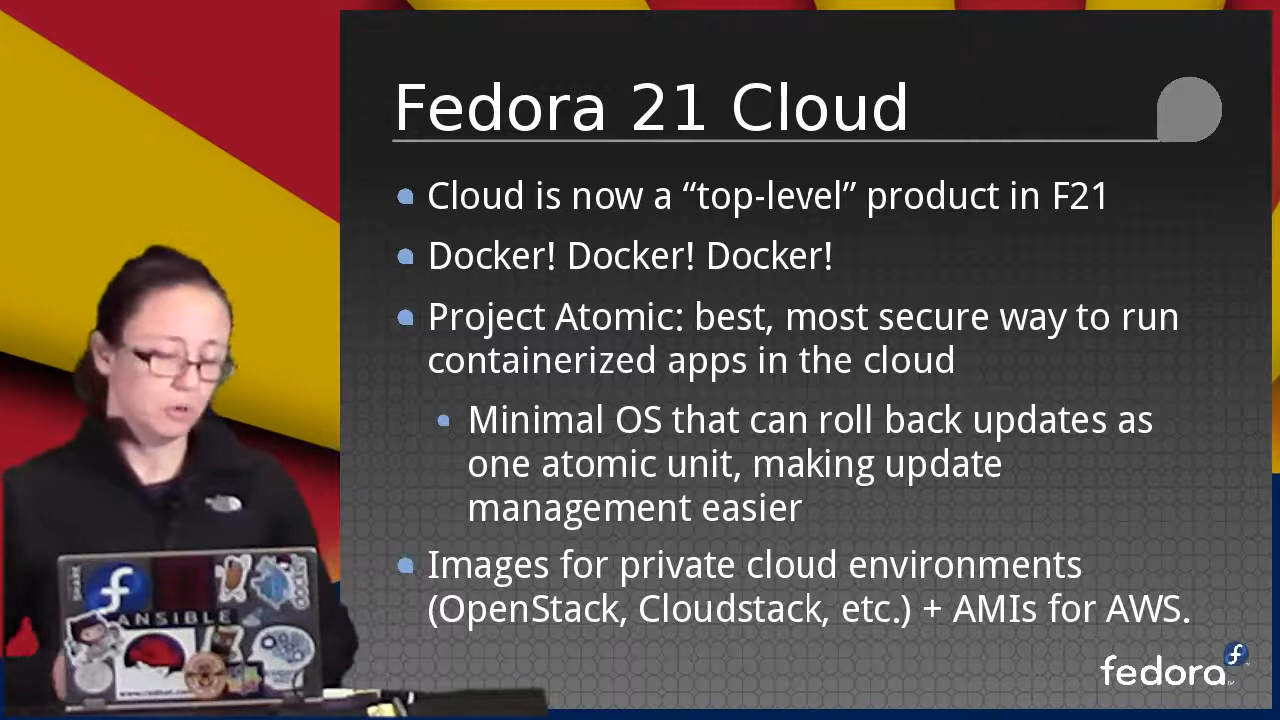 Fedora 21 Cloud
Cloud is now a “top-level” product in F21
Docker! Docker! Docker!
Project Atomic: best, most secure way to run
containerized apps in the cloud
Minimal OS that can roll back updates as
one atomic unit, making update
management easier
Images for private cloud environments
(OpenStack, Cloudstack, etc.) + AMIs for AWS.
fedora
ANSIBLE